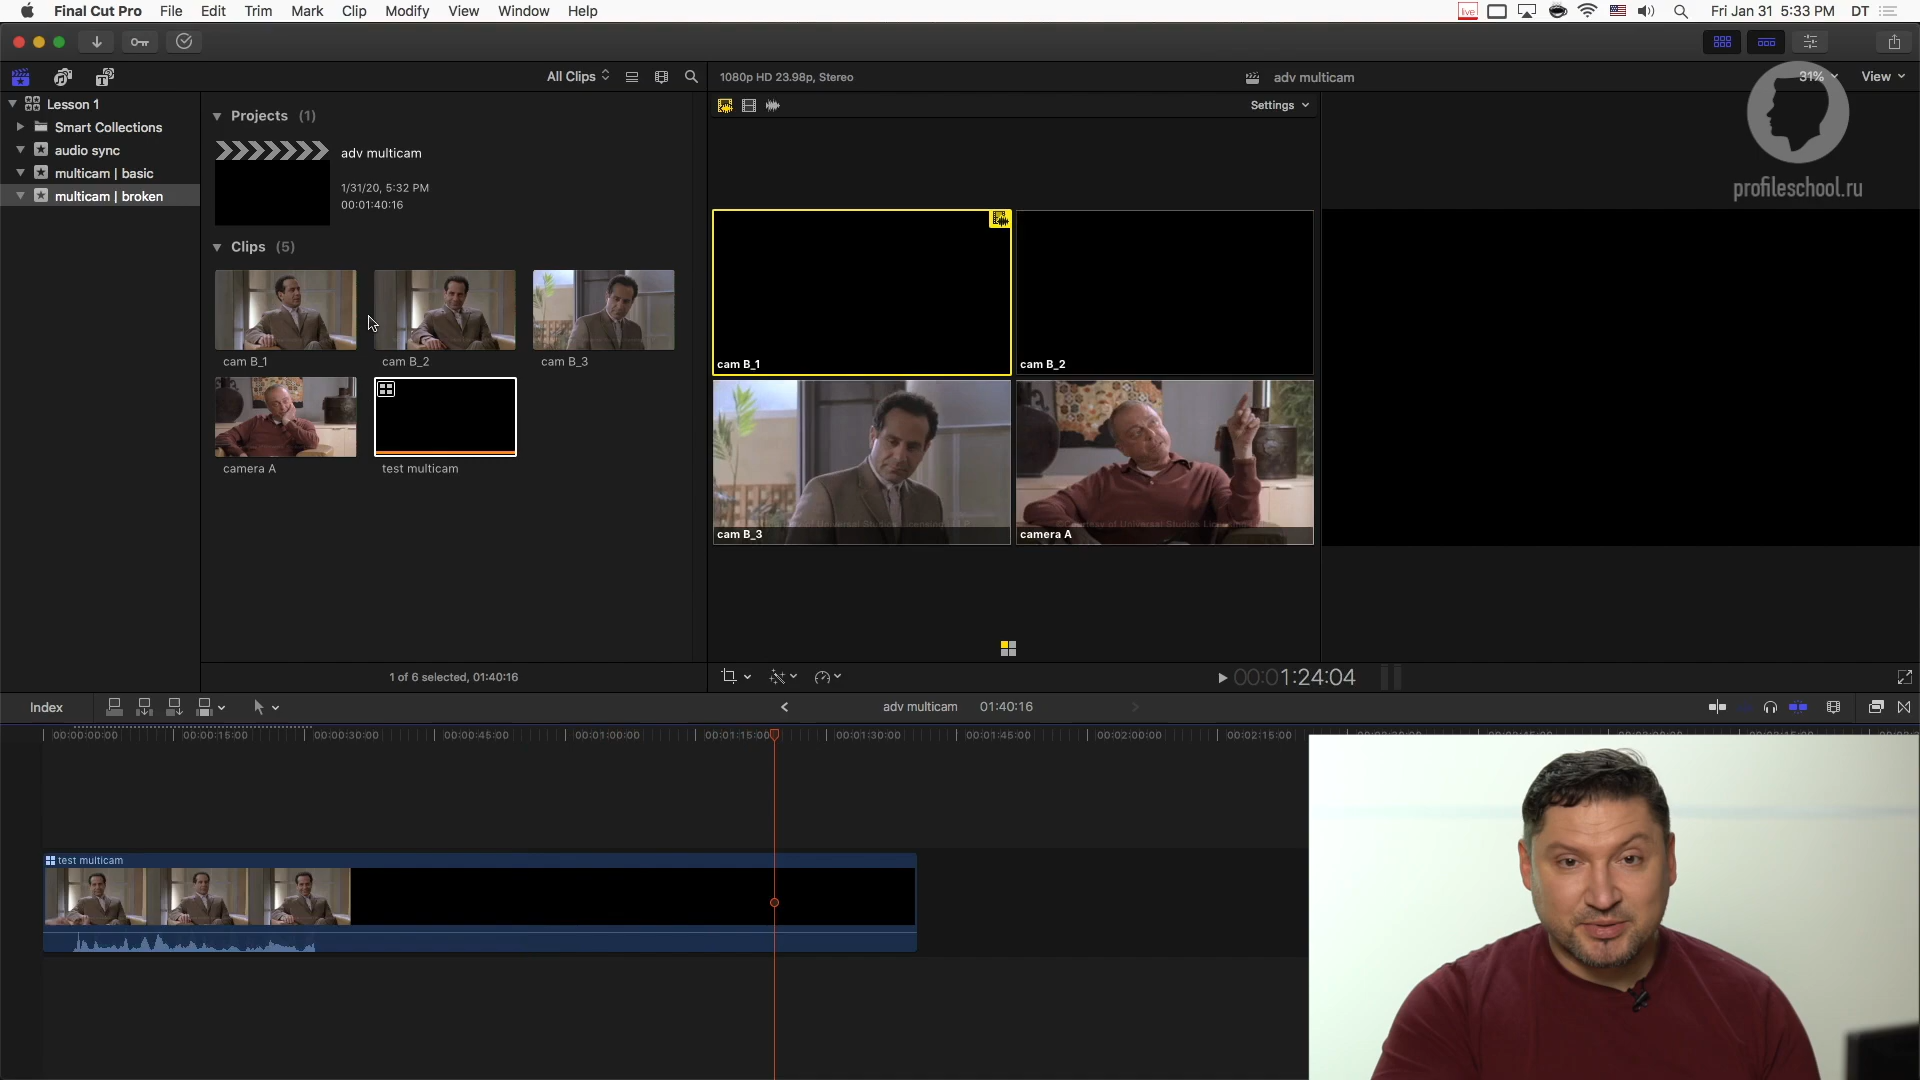 Final Cut Pro File Edit Trim Mark Clip Modify View Window Help
live
Fri Jan 31 5:33 PM DT
All Clips
1080p HD 23.98p, Stereo
adv multicam
31%
View
Lesson 1
Smart Collections
audio sync
multicam | basic
multicam | broken
Projects (1)
adv multicam
1/31/20, 5:32 PM
00:01:40:16
Clips (5)
cam B_1
cam B_2
cam B_3
camera A
test multicam
1 of 6 selected, 01:40:16
Settings
cam B_1
cam B_2
cam B_3
camera A
profileschool.ru
00:01:24:04
Index
adv multicam 01:40:16
00:00:00:00
00:00:15:00
00:00:30:00
00:00:45:00
00:01:00:00
00:01:15:00
00:01:30:00
00:01:45:00
00:02:00:00
00:02:15:00
test multicam